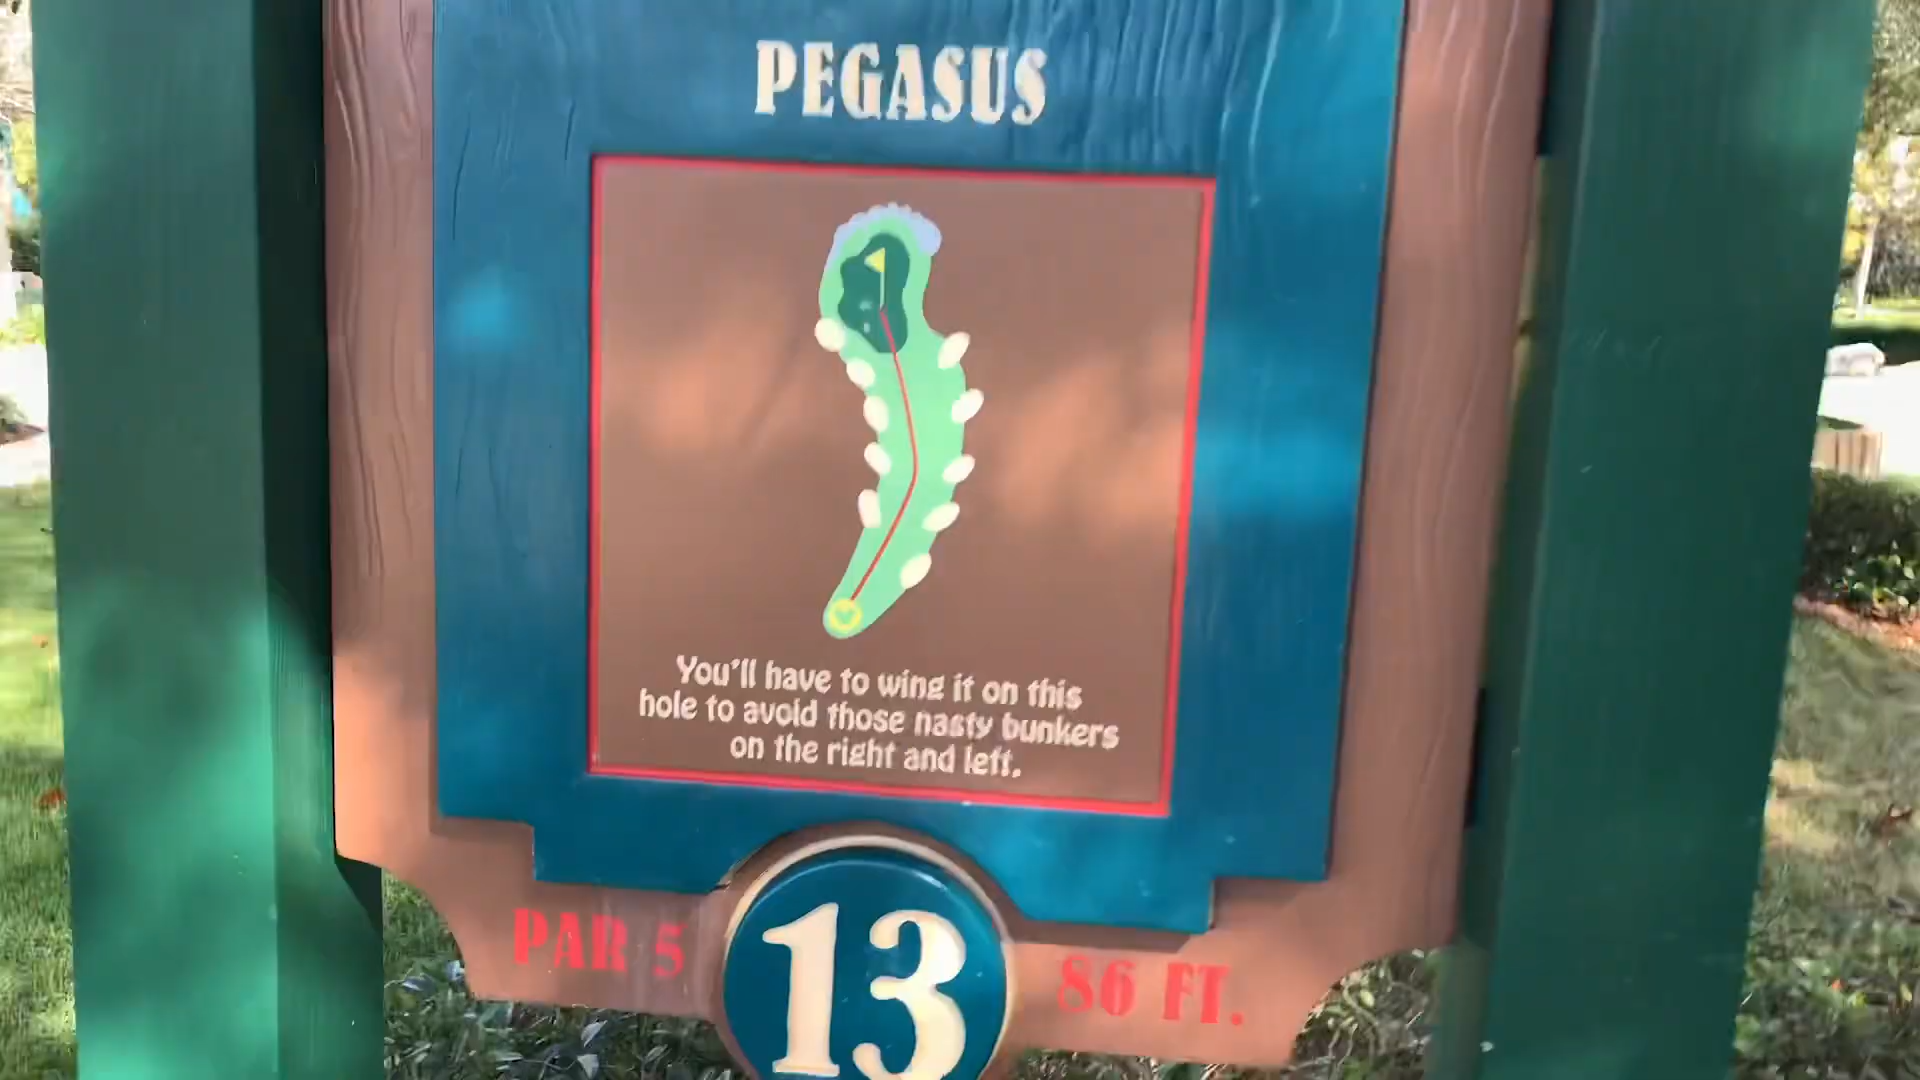 PEGASUS
You'll have to wing it on this
hole to avoid those nasty bunkers
on the right and left.
PAR 5
13
86 FT.